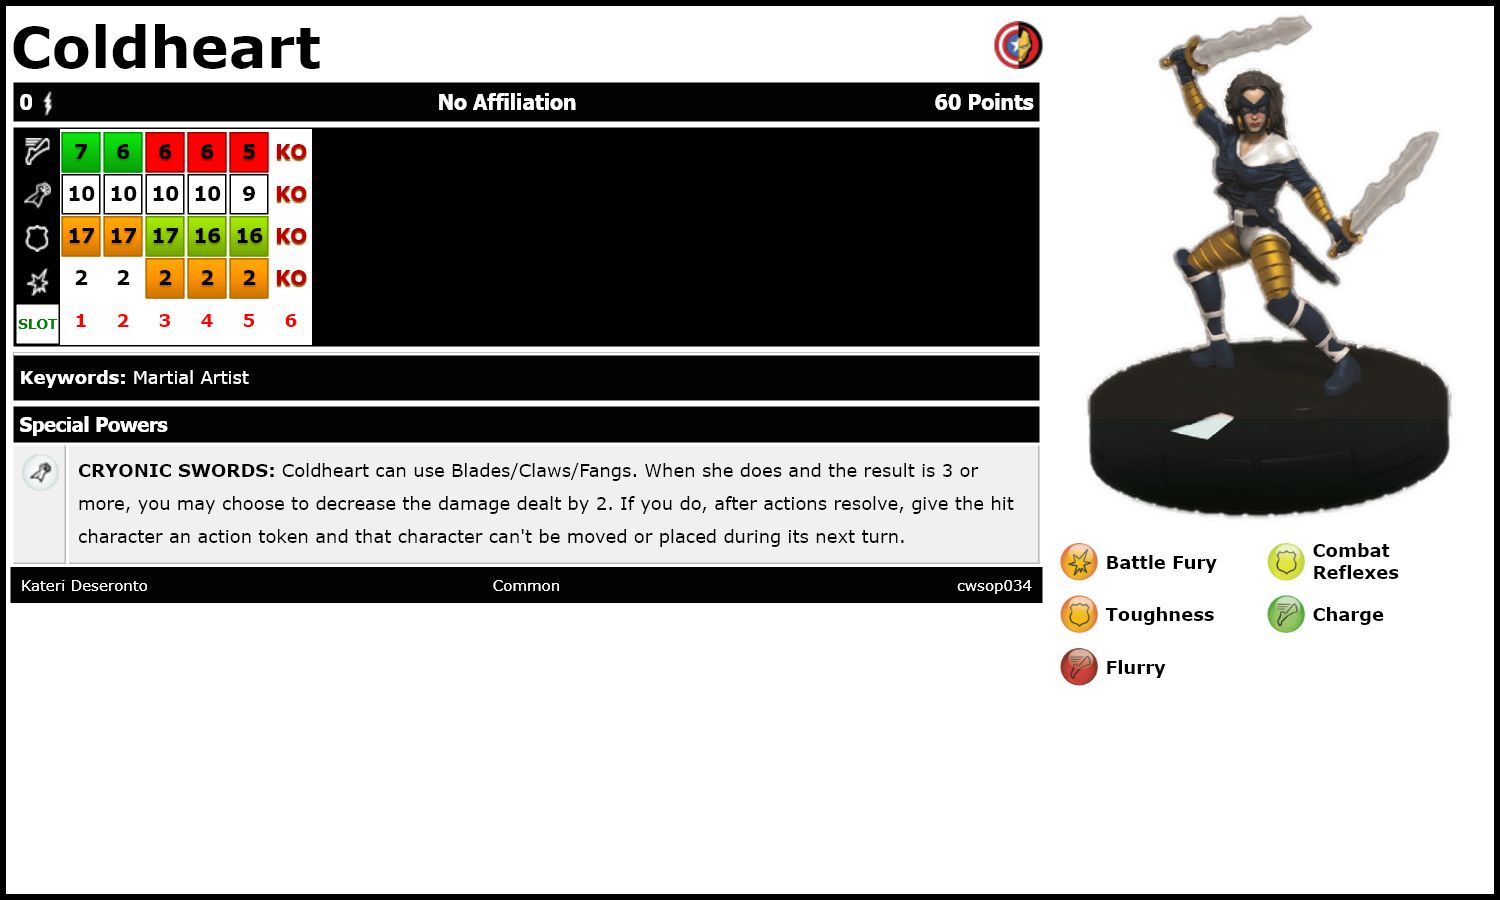 Coldheart
0 No Affiliation 60 Points
7 6 6 6 5 KO
10 10 10 10 9 KO
17 17 17 16 16 KO
2 2 2 2 2 KO
SLOT 1 2 3 4 5 6
Keywords: Martial Artist
Special Powers
CRYONIC SWORDS: Coldheart can use Blades/Claws/Fangs. When she does and the result is 3 or
more, you may choose to decrease the damage dealt by 2. If you do, after actions resolve, give the hit
character an action token and that character can't be moved or placed during its next turn.
Kateri Deseronto Common cwsop034
Battle Fury
Combat
Reflexes
Toughness
Charge
Flurry